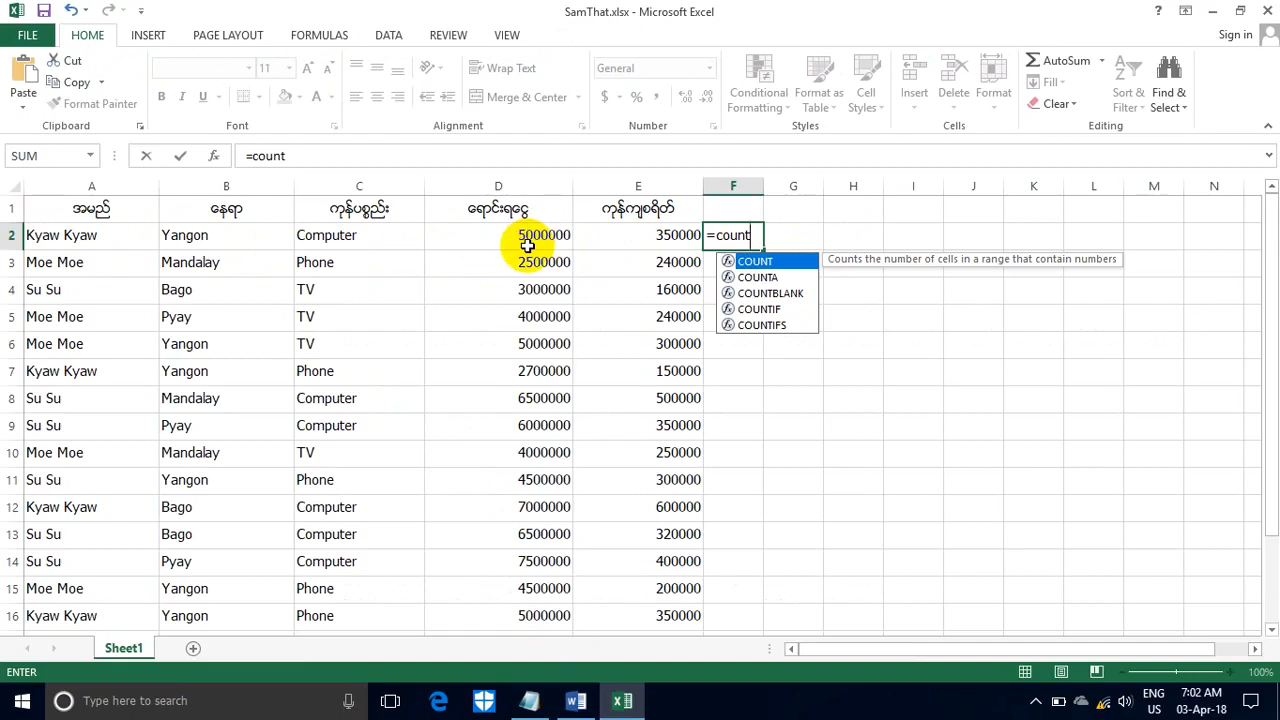 SamThat.xlsx - Microsoft Excel
?
FILE HOME INSERT PAGE LAYOUT FORMULAS DATA REVIEW VIEW Sign in
Cut
Copy
Format Painter
Paste
Clipboard
11
B I U
Font
Wrap Text
Merge & Center
Alignment
General
$ % ,
Number
Conditional Formatting
Format as Table
Cell Styles
Styles
Insert Delete Format
Cells
AutoSum
Fill
Clear
Sort & Filter
Find & Select
Editing
SUM =count
A B C D E F G H I J K L M N
1 အမည် နေရာ ကုန်ပစ္စည်း ရောင်းရငွေ ကုန်ကျစရိတ်
2 Kyaw Kyaw Yangon Computer 5000000 350000 =count
3 Moe Moe Mandalay Phone 2500000 240000
4 Su Su Bago TV 3000000 160000
5 Moe Moe Pyay TV 4000000 240000
6 Moe Moe Yangon TV 5000000 300000
7 Kyaw Kyaw Yangon Phone 2700000 150000
8 Su Su Mandalay Computer 6500000 500000
9 Su Su Pyay Computer 6000000 350000
10 Moe Moe Mandalay TV 4000000 250000
11 Su Su Yangon Phone 4500000 300000
12 Kyaw Kyaw Bago Computer 7000000 600000
13 Su Su Bago Computer 6500000 320000
14 Su Su Pyay Computer 7500000 400000
15 Moe Moe Yangon Phone 4500000 200000
16 Kyaw Kyaw Yangon Phone 5000000 350000
COUNT Counts the number of cells in a range that contain numbers
COUNTA
COUNTBLANK
COUNTIF
COUNTIFS
Sheet1
ENTER 100%
Type here to search
ENG
US
7:02 AM
03-Apr-18